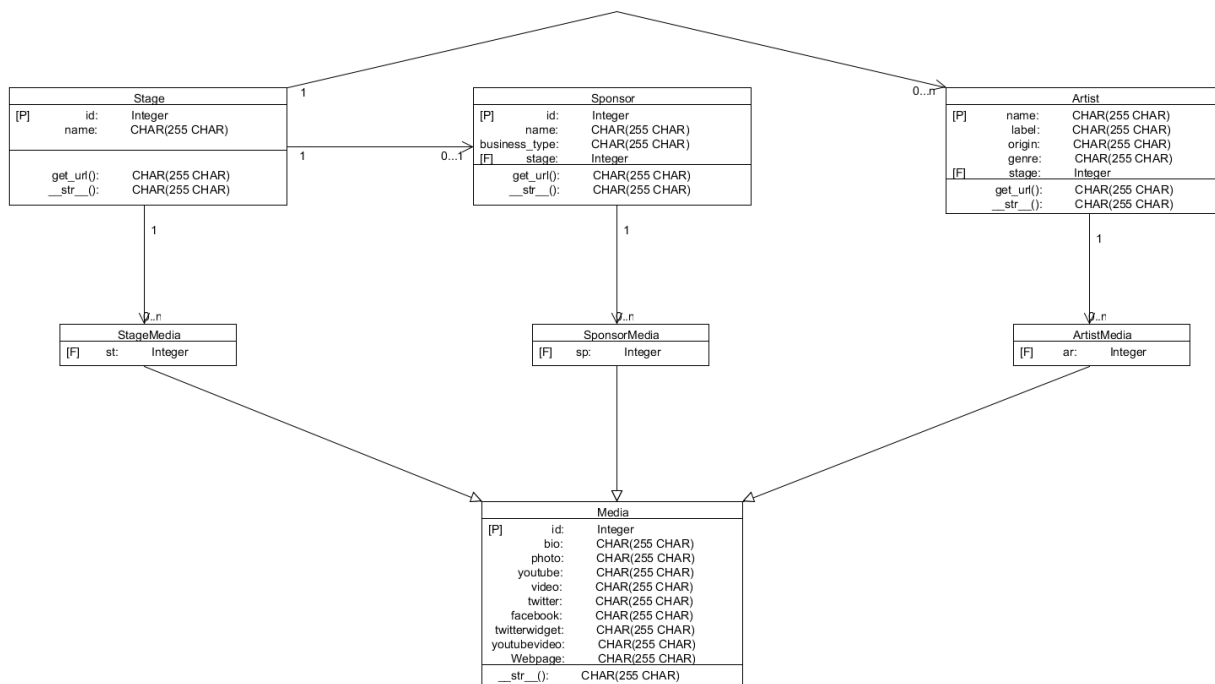 1
0...n
Stage
[P] id: Integer
name: CHAR(255 CHAR)
get_url(): CHAR(255 CHAR)
__str__(): CHAR(255 CHAR)
1
0...1
Sponsor
[P] id: Integer
name: CHAR(255 CHAR)
business_type: CHAR(255 CHAR)
[F] stage: Integer
get_url(): CHAR(255 CHAR)
__str__(): CHAR(255 CHAR)
Artist
[P] name: CHAR(255 CHAR)
label: CHAR(255 CHAR)
origin: CHAR(255 CHAR)
genre: CHAR(255 CHAR)
[F] stage: Integer
get_url(): CHAR(255 CHAR)
__str__(): CHAR(255 CHAR)
1
1
1
0...n
0...n
0...n
StageMedia
[F] st: Integer
SponsorMedia
[F] sp: Integer
ArtistMedia
[F] ar: Integer
Media
[P] id: Integer
bio: CHAR(255 CHAR)
photo: CHAR(255 CHAR)
youtube: CHAR(255 CHAR)
video: CHAR(255 CHAR)
twitter: CHAR(255 CHAR)
facebook: CHAR(255 CHAR)
twitterwidget: CHAR(255 CHAR)
youtubevideo: CHAR(255 CHAR)
Webpage: CHAR(255 CHAR)
__str__(): CHAR(255 CHAR)